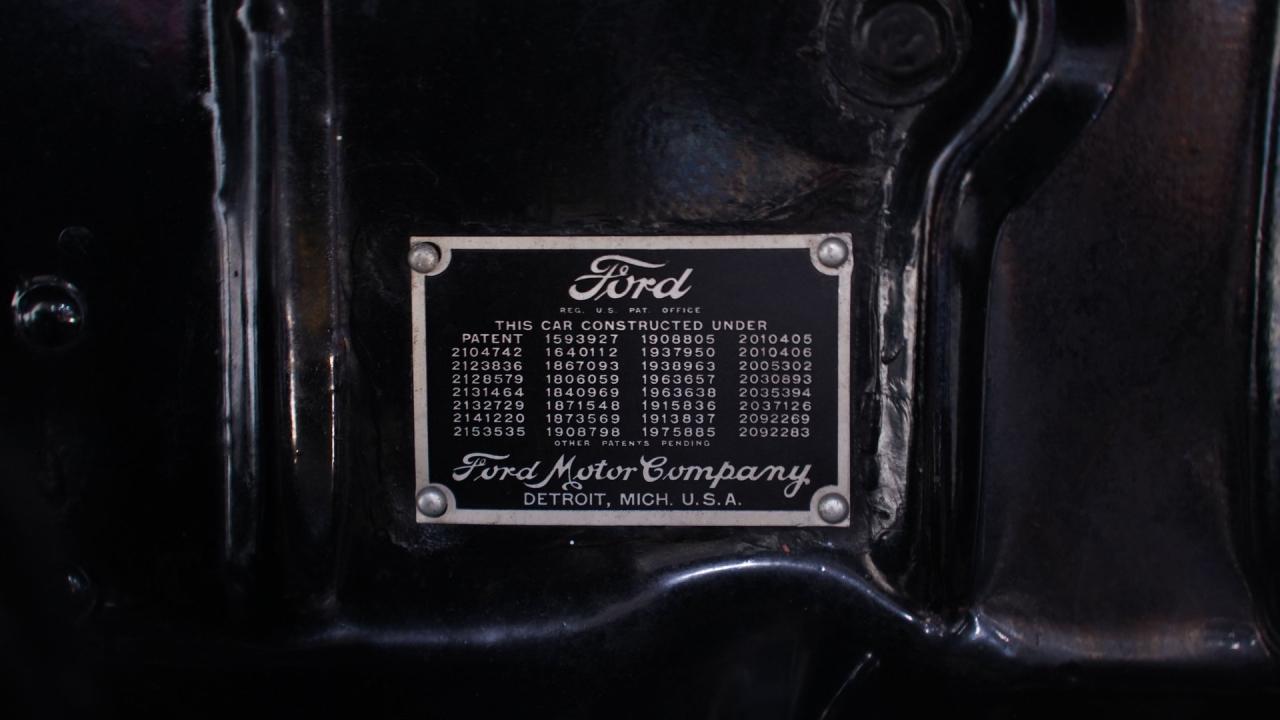 Ford
REG. U.S. PAT. OFFICE
THIS CAR CONSTRUCTED UNDER
PATENT 1593927 1908805 2010405
2104742 1640112 1937950 2010406
2123836 1867093 1938963 2005302
2128579 1806059 1963657 2030893
2131464 1840969 1963638 2035394
2132729 1871548 1915836 2037126
2141220 1873569 1913837 2092269
2153535 1908798 1975885 2092283
OTHER PATENTS PENDING
Ford Motor Company
DETROIT, MICH. U.S.A.